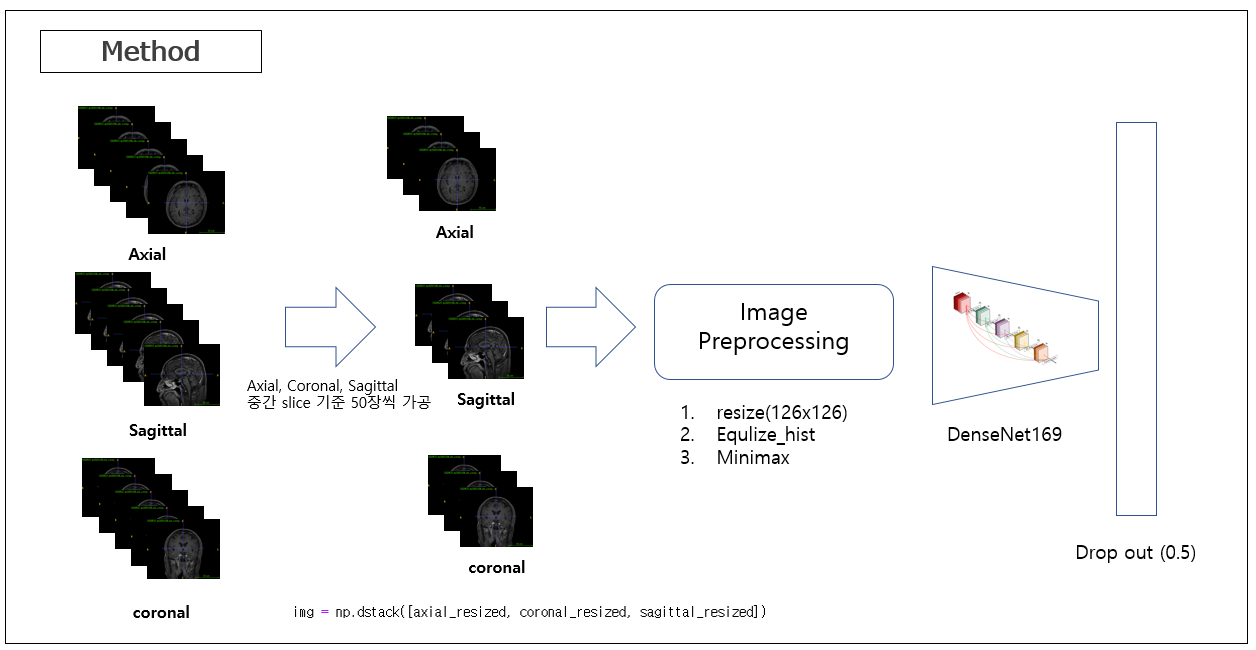 Method
Axial
Axial
Sagittal
Axial, Coronal, Sagittal
중간 slice 기준 50장씩 가공
Sagittal
coronal
coronal
Image
Preprocessing
1. resize(126x126)
2. Equlize_hist
3. Minimax
DenseNet169
Drop out (0.5)
img = np.dstack([axial_resized, coronal_resized, sagittal_resized])